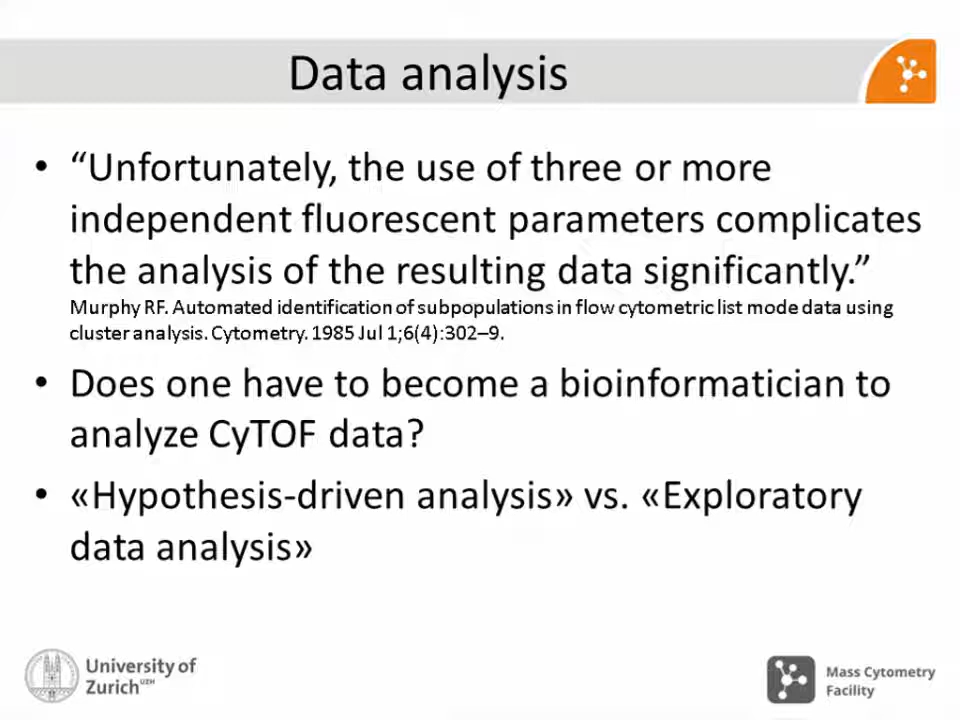 Data analysis
• “Unfortunately, the use of three or more
independent fluorescent parameters complicates
the analysis of the resulting data significantly.”
Murphy RF. Automated identification of subpopulations in flow cytometric list mode data using
cluster analysis. Cytometry. 1985 Jul 1;6(4):302–9.
• Does one have to become a bioinformatician to
analyze CyTOF data?
• «Hypothesis-driven analysis» vs. «Exploratory
data analysis»
University of
Zurich UZH
Mass Cytometry
Facility